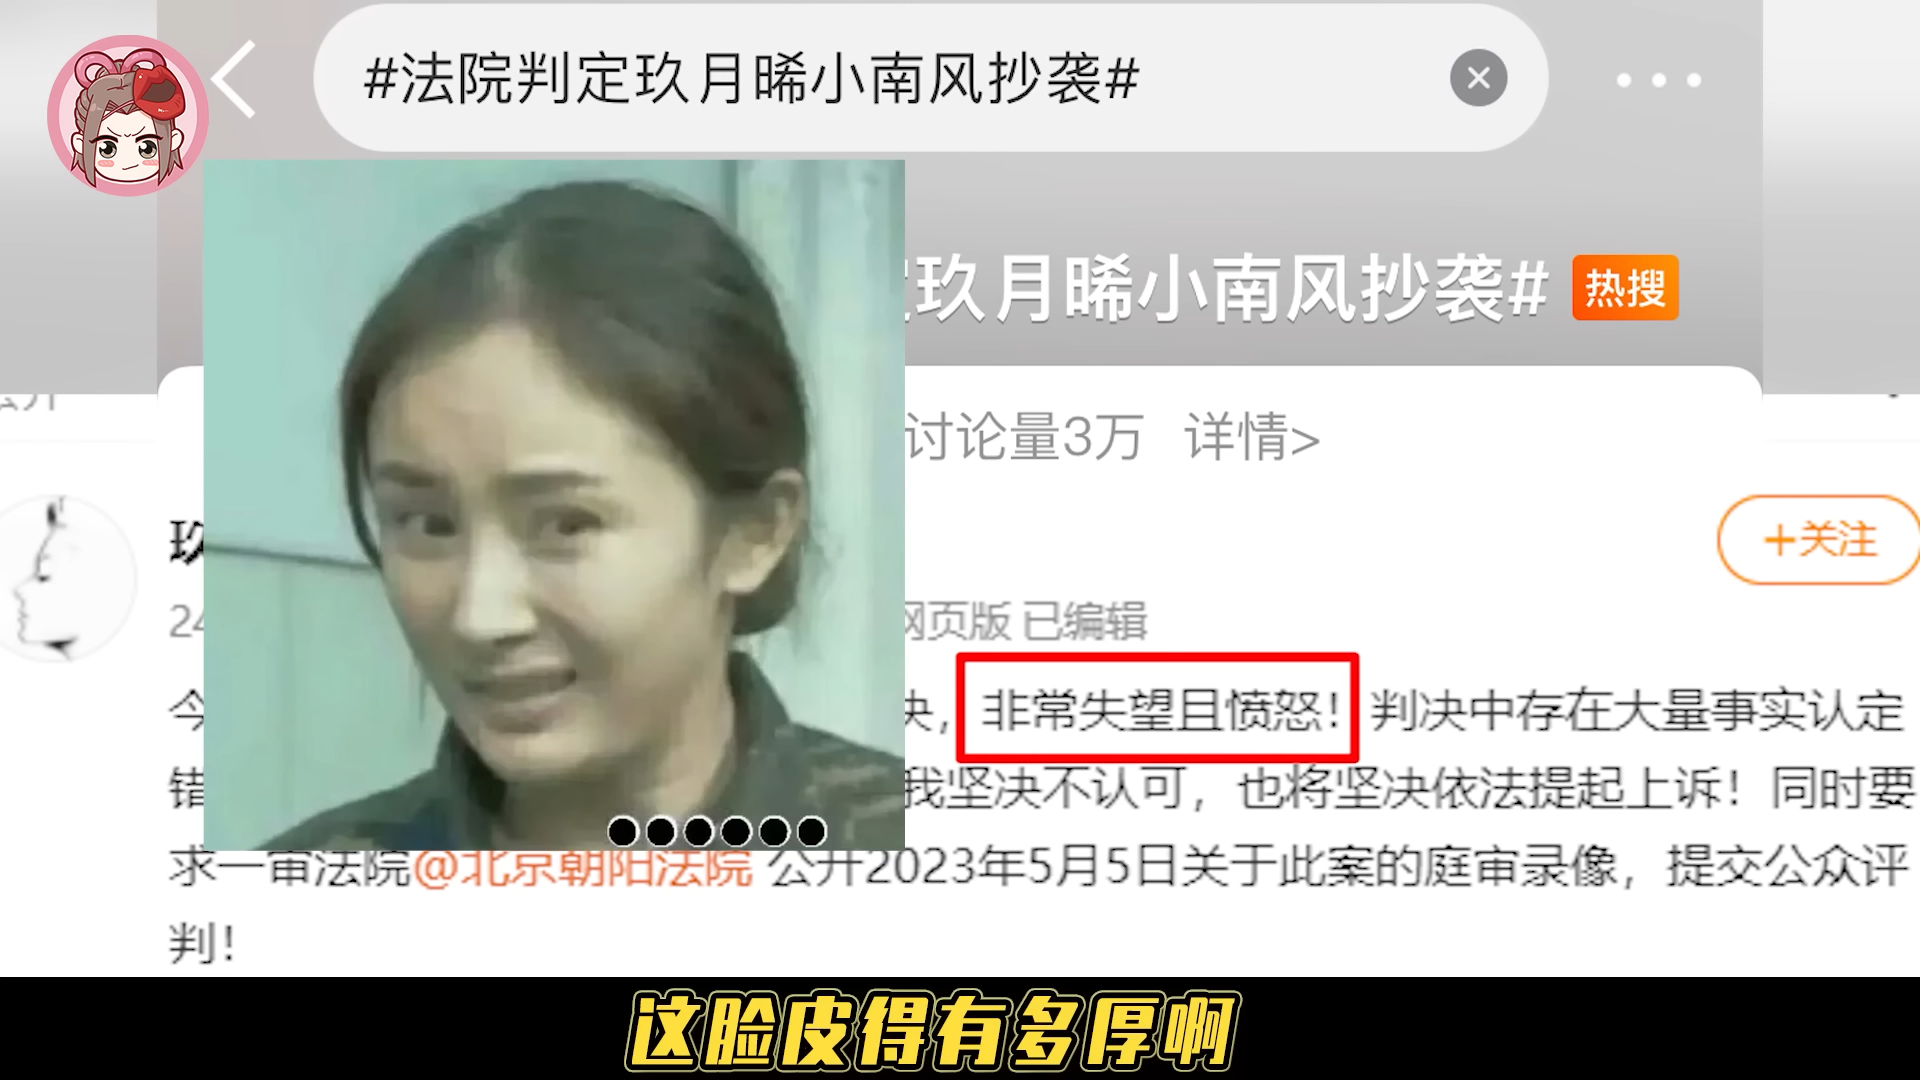 #法院判定玖月晞小南风抄袭#
玖月晞小南风抄袭# 热搜
讨论量3万 详情>
+关注
网页版 已编辑
今
决，非常失望且愤怒！判决中存在大量事实认定
错
我坚决不认可，也将坚决依法提起上诉！同时要
求一审法院@北京朝阳法院 公开2023年5月5日关于此案的庭审录像，提交公众评
判！
这脸皮得有多厚啊